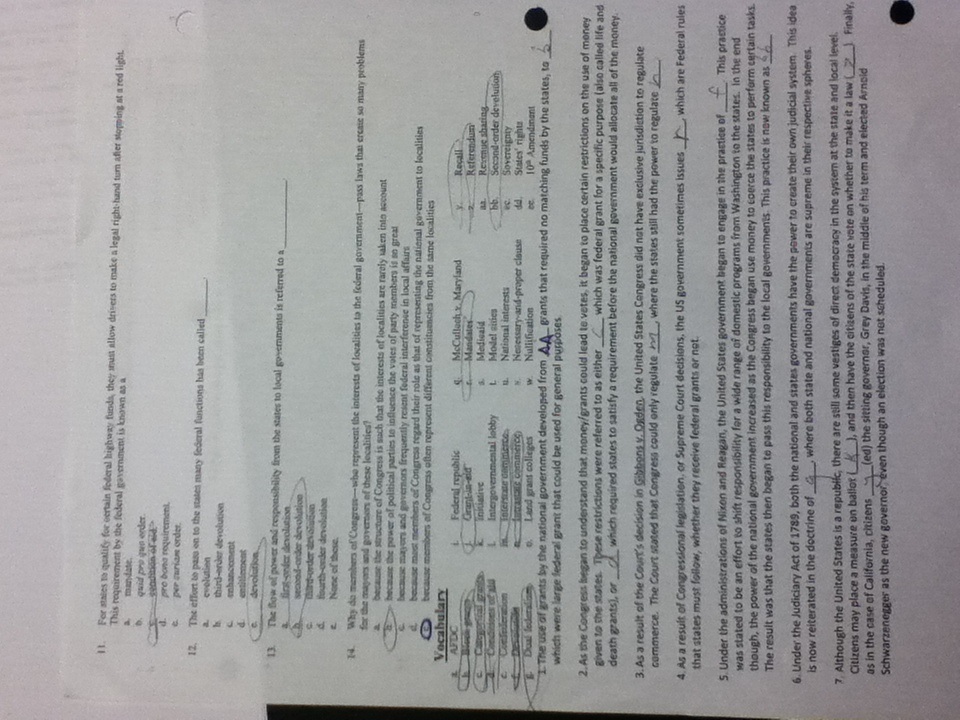 11. For states to qualify for certain federal highway funds, they must allow drivers to make a legal right-hand turn after stopping at a red light.
This requirement by the federal government is known as a
a. mandate.
b. quid pro quo order.
c. condition of aid.
d. pro bono requirement.
e. per curiam order.
12. The effort to pass on to the states many federal functions has been called ______.
a. evolution
b. third-order devolution
c. enhancement
d. entitlement
e. devolution
13. The flow of power and responsibility from the states to local governments is referred to a ____________.
a. first-order devolution
b. second-order devolution
c. third-order devolution
d. fourth-order devolution
e. None of these.
14. Why do members of Congress—who represent the interests of localities to the federal government—pass laws that create so many problems
for the mayors and governors of these localities?
a. because the structure of Congress is such that the interests of localities are rarely taken into account
b. because the power of political parties to influence the votes of party members is so great
c. because mayors and governors frequently resent federal interference in local affairs
d. because most members of Congress regard their role as that of representing the national government to localities
e. because members of Congress often represent different constituencies from the same localities
Vocabulary
a. AFDC i. Federal republic q. McCulloch v. Maryland y. Recall
b. Block grants j. Grant-in-aid r. Mandates z. Referendum
c. Categorical grants k. Initiative s. Medicaid aa. Revenue sharing
d. Conditions of aid l. Intergovernmental lobby t. Model cities bb. Second-order devolution
e. Confederation m. Interstate commerce u. National interests cc. Sovereignty
f. Devolution n. Intrastate commerce v. Necessary-and-proper clause dd. States' rights
g. Dual federalism o. Land grant colleges w. Nullification ee. 10th Amendment
1. The use of grants by the national government developed from AA grants that required no matching funds by the states, to b
which were large federal grant that could be used for general purposes.
2. As the Congress began to understand that money/grants could lead to votes, it began to place certain restrictions on the use of money
given to the states. These restrictions were referred to as either c which was federal grant for a specific purpose (also called life and
death grants), or d which required states to satisfy a requirement before the national government would allocate all of the money.
3. As a result of the Court's decision in Gibbons v. Ogden, the United States Congress did not have exclusive jurisdiction to regulate
commerce. The Court stated that Congress could only regulate m, where the states still had the power to regulate n
4. As a result of Congressional legislation, or Supreme Court decisions, the US government sometimes issues r, which are Federal rules
that states must follow, whether they receive federal grants or not.
5. Under the administrations of Nixon and Reagan, the United States government began to engage in the practice of f. This practice
was stated to be an effort to shift responsibility for a wide range of domestic programs from Washington to the states. In the end
though, the power of the national government increased as the Congress began use money to coerce the states to perform certain tasks.
The result was that the states then began to pass this responsibility to the local governments. This practice is now known as bb
6. Under the Judiciary Act of 1789, both the national and states governments have the power to create their own judicial system. This idea
is now reiterated in the doctrine of g, where both state and national governments are supreme in their respective spheres.
7. Although the United States is a republic, there are still some vestiges of direct democracy in the system at the state and local level.
Citizens may place a measure on ballot (k), and then have the citizens of the state vote on whether to make it a law (z). Finally,
as in the case of California, citizens y(ed) the sitting governor, Grey Davis, in the middle of his term and elected Arnold
Schwarzenegger as the new governor, even though an election was not scheduled.